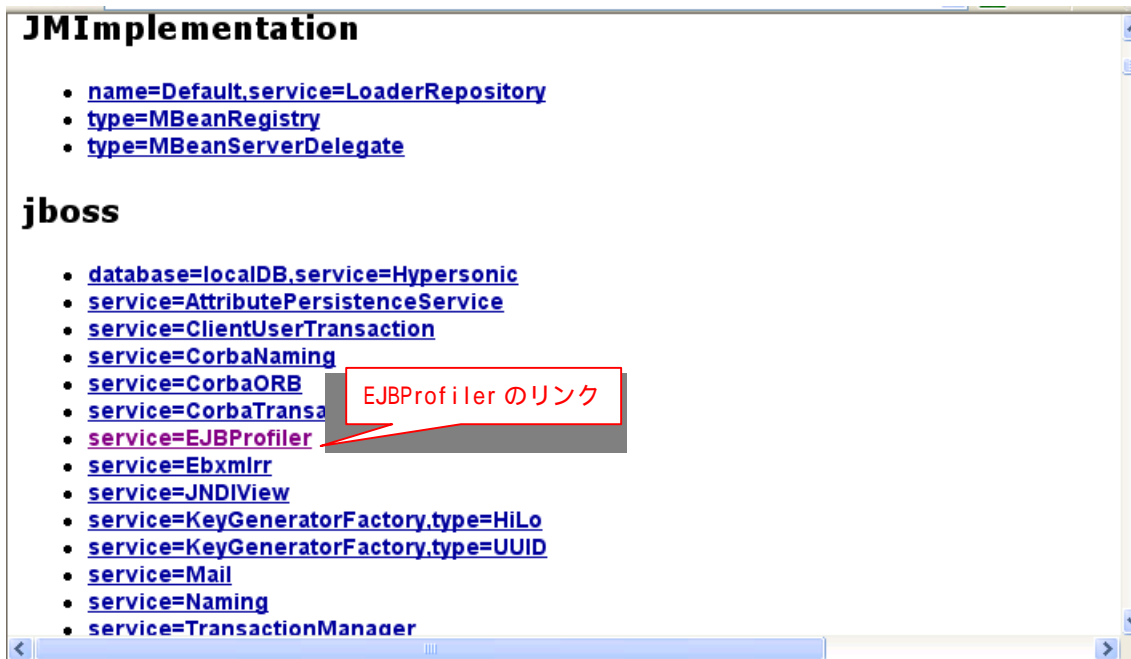 JMImplementation
name=Default,service=LoaderRepository
type=MBeanRegistry
type=MBeanServerDelegate
jboss
database=localDB,service=Hypersonic
service=AttributePersistenceService
service=ClientUserTransaction
service=CorbaNaming
service=CorbaORB
service=CorbaTransa
EJBProfiler のリンク
service=EJBProfiler
service=Ebxmlrr
service=JNDIView
service=KeyGeneratorFactory,type=HiLo
service=KeyGeneratorFactory,type=UUID
service=Mail
service=Naming
service=TransactionManager